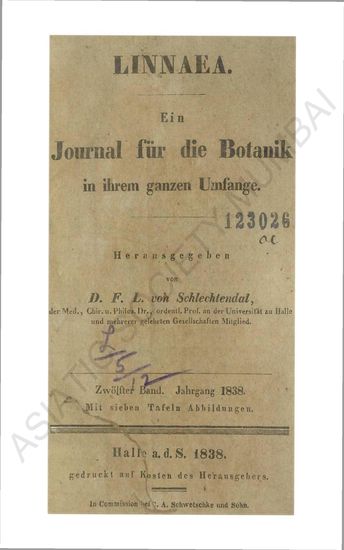 LINNAEA.
Ein
Journal für die Botanik
in ihrem ganzen Umfange.
123026
Herausgegeben
von
D. F. L. von Schlechtendal,
der Med., Chir. u. Philos. Dr., ordentl. Prof. an der Universität zu Halle
und mehrerer gelehrten Gesellschaften Mitglied.
Zwölfter Band. Jahrgang 1838.
Mit sieben Tafeln Abbildungen.
Halle a. d. S. 1838.
gedruckt auf Kosten des Herausgebers.
In Commission bei C. A. Schwetschke und Sohn.
ASIATIC SOCIETY MUMBAI